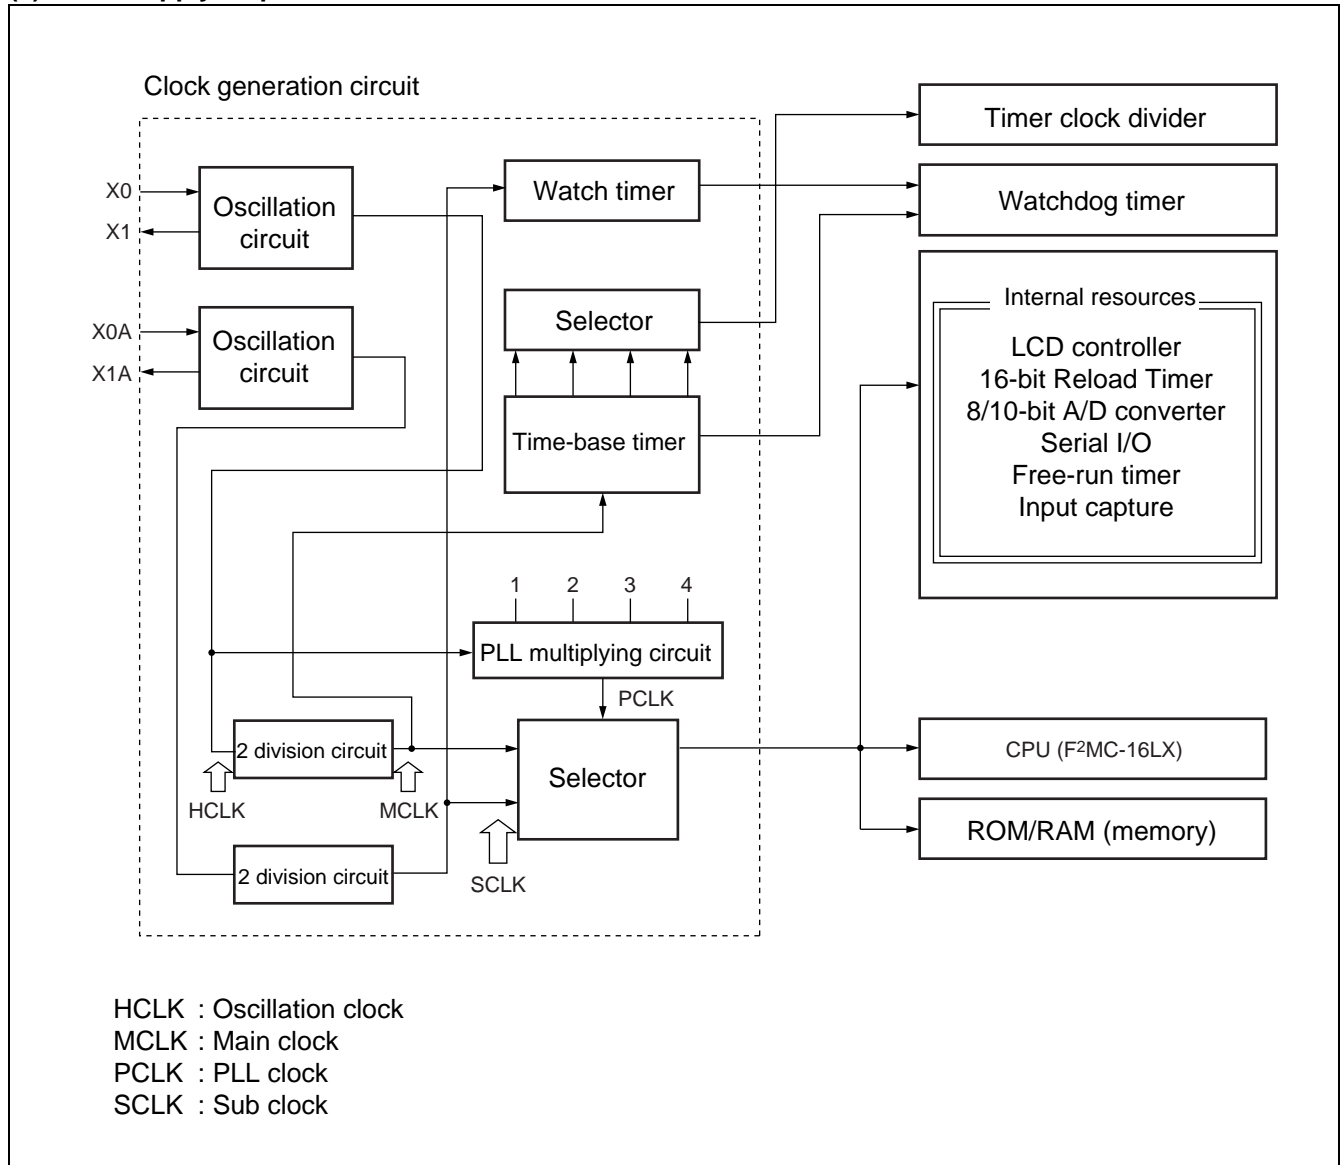 Clock generation circuit
X0
X1
Oscillation
circuit
X0A
X1A
Oscillation
circuit
Watch timer
Selector
Time-base timer
1 2 3 4
PLL multiplying circuit
PCLK
2 division circuit
HCLK
MCLK
Selector
2 division circuit
SCLK
Timer clock divider
Watchdog timer
Internal resources
LCD controller
16-bit Reload Timer
8/10-bit A/D converter
Serial I/O
Free-run timer
Input capture
CPU (F²MC-16LX)
ROM/RAM (memory)
HCLK : Oscillation clock
MCLK : Main clock
PCLK : PLL clock
SCLK : Sub clock